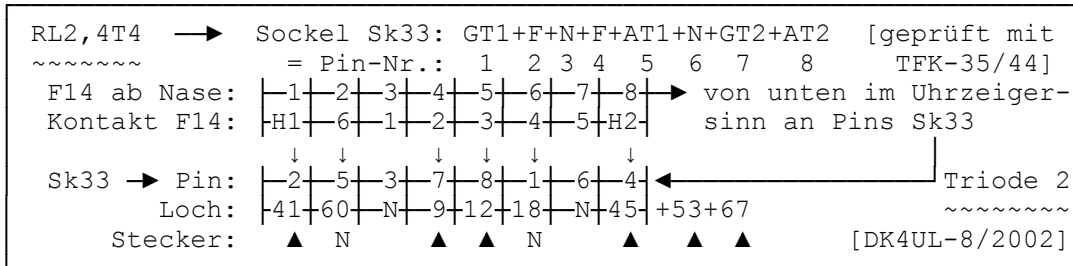 RL2,4T4 ──► Sockel Sk33: GT1+F+N+F+AT1+N+GT2+AT2 [geprüft mit
~~~~~~~ = Pin-Nr.: 1 2 3 4 5 6 7 8 TFK-35/44]
F14 ab Nase: ├─1┼─2┼─3┼─4┼─5┼─6┼─7┼─8┼─► von unten im Uhrzeiger-
Kontakt F14: ├H1┼─6┼─1┼─2┼─3┼─4┼─5┼H2┤ sinn an Pins Sk33
↓ ↓ ↓ ↓ ↓ ↓
Sk33 ─► Pin: ├─2┼─5┼─3┼─7┼─8┼─1┼─6┼─4┤◄─────────┘Triode 2
Loch: ├41┼60┼─N┼─9┼12┼18┼─N┼45┤+53+67 ~~~~~~~~
Stecker: ▲ N ▲ ▲ N ▲ ▲ ▲ [DK4UL-8/2002]